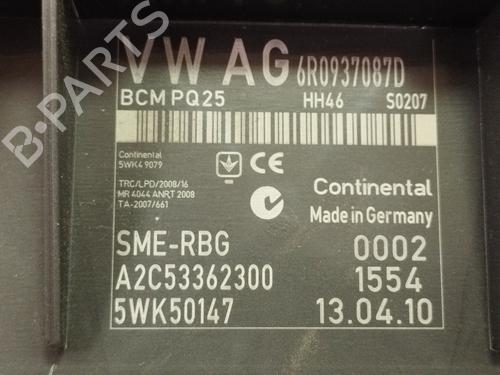 VW AG 6R0937087D
BCM PQ25 HH46 S0207
Continental
5WK4 9079
TRC/LPD/2008/16
MR 4044 ANRT 2008
TA-2007/661
CE
Continental
Made in Germany
SME-RBG 0002
A2C53362300 1554
5WK50147 13.04.10
B-PARTS